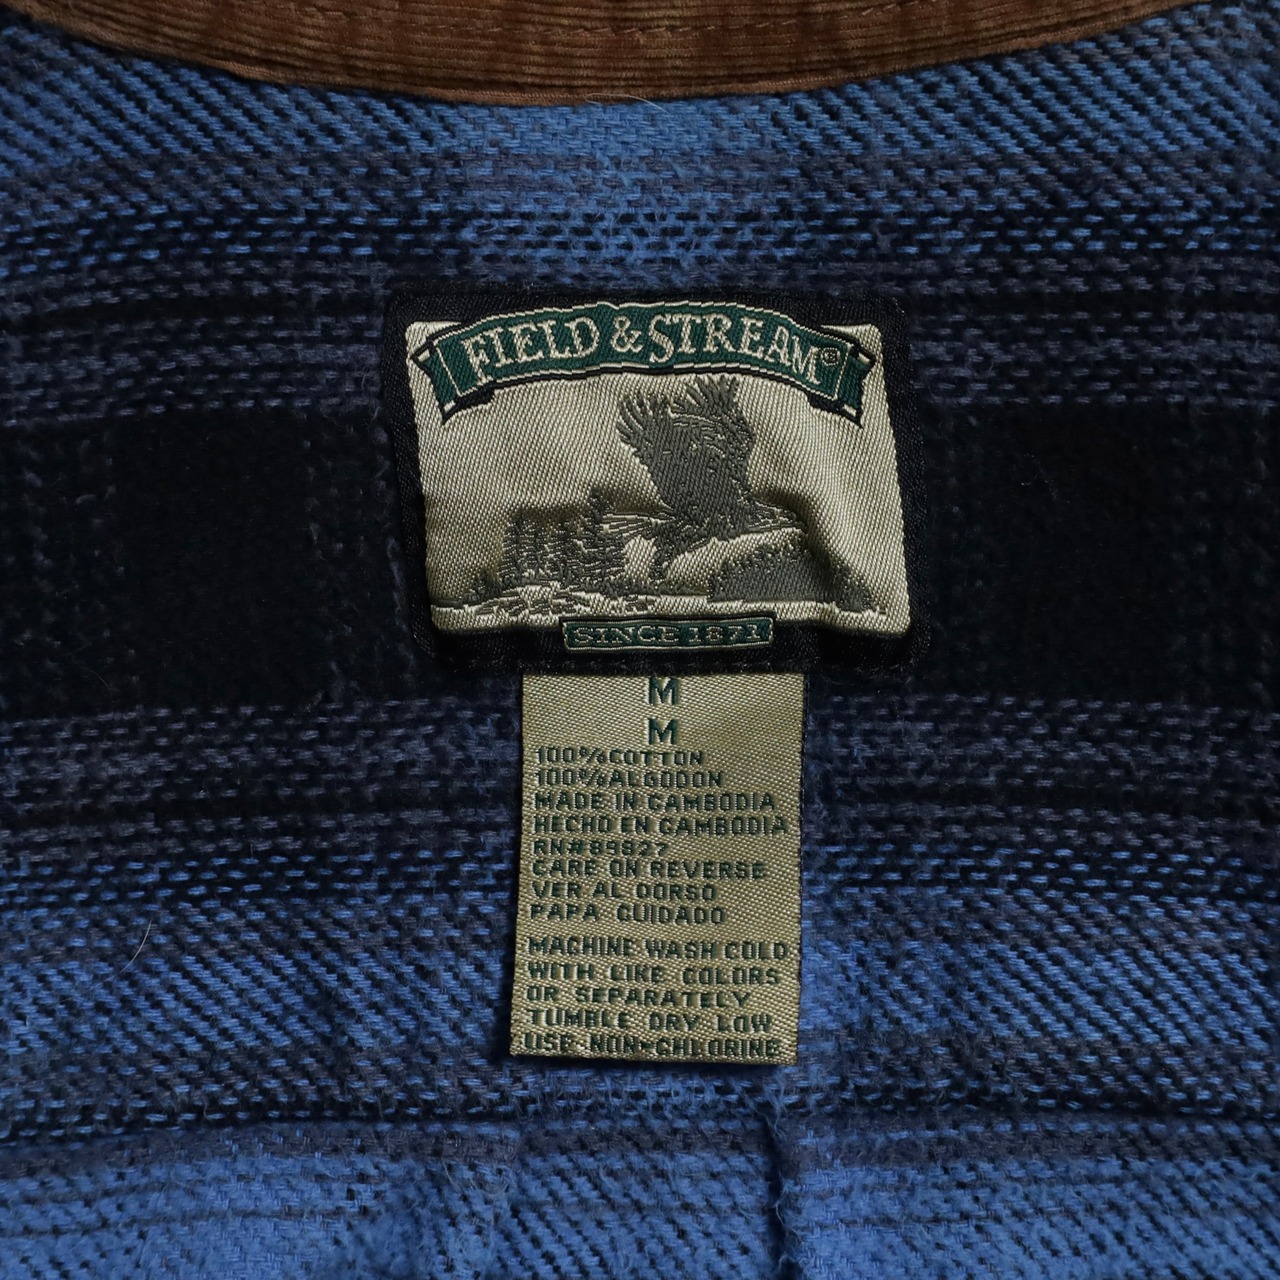 FIELD & STREAM®
SINCE 1871
M
M
100% COTTON
100% ALGODON
MADE IN CAMBODIA
HECHO EN CAMBODIA
RN#89827
CARE ON REVERSE
VER AL DORSO
PAPA CUIDADO
MACHINE WASH COLD
WITH LIKE COLORS
OR SEPARATELY
TUMBLE DRY LOW
USE NON-CHLORINE